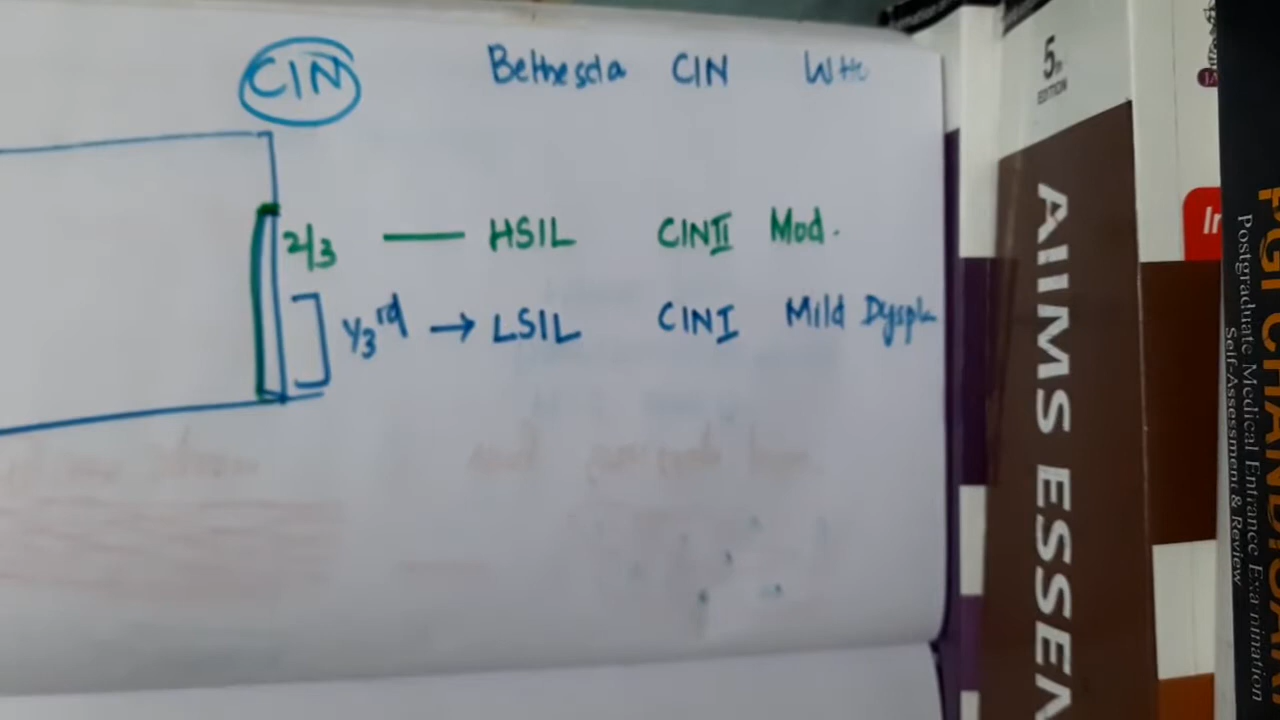 CIN Bethesda CIN WHO
2/3 — HSIL CIN II Mod.
1/3rd → LSIL CIN I Mild Dyspla
5th
EDITION
AIIMS ESSEN
PGI CHANDIGARH
Postgraduate Medical Entrance Examination
Self-Assessment & Review